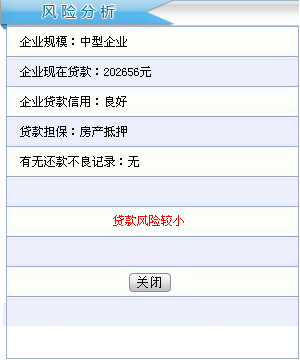 风险分析
企业规模：中型企业
企业现在贷款：202656元
企业贷款信用：良好
贷款担保：房产抵押
有无还款不良记录：无
贷款风险较小
关闭